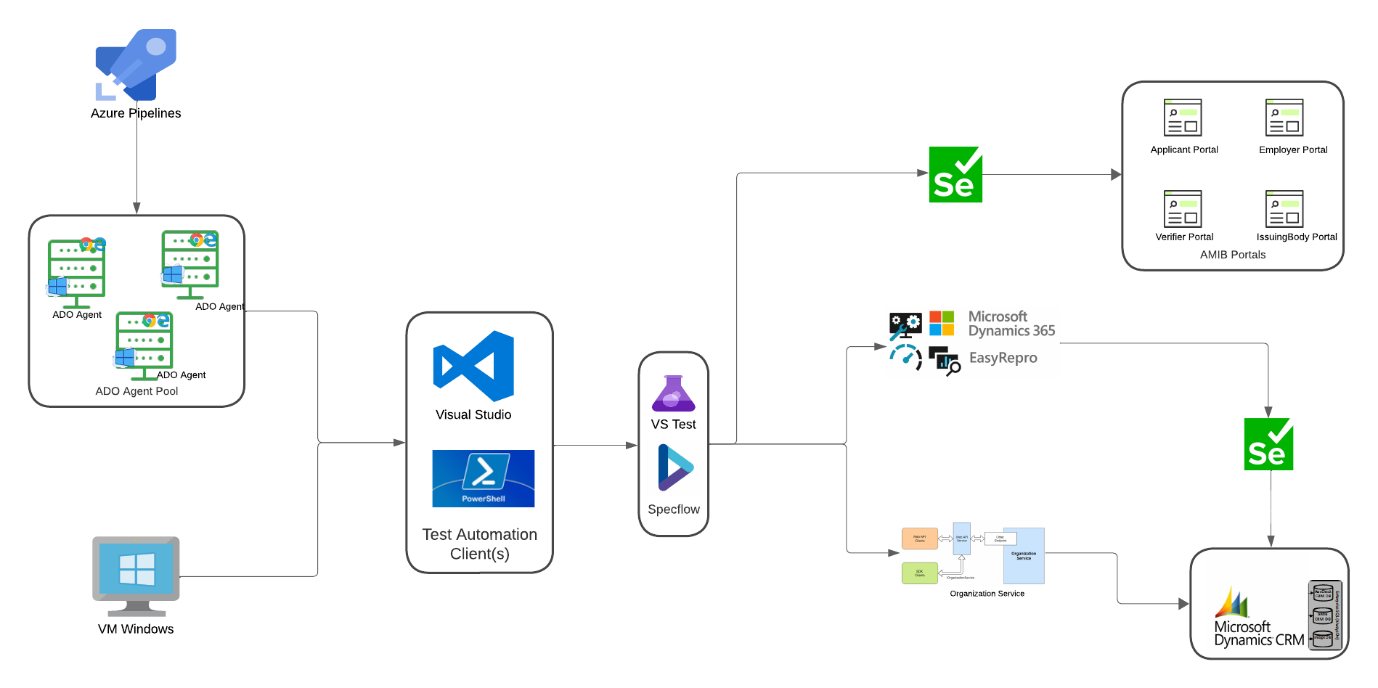 Azure Pipelines
ADO Agent
ADO Agent
ADO Agent
ADO Agent Pool
VM Windows
Visual Studio
PowerShell
Test Automation
Client(s)
VS Test
Specflow
Se
Applicant Portal
Employer Portal
Verifier Portal
IssuingBody Portal
AMIB Portals
Microsoft
Dynamics 365
EasyRepro
Se
Organization
Service
Organization Service
Microsoft
Dynamics CRM